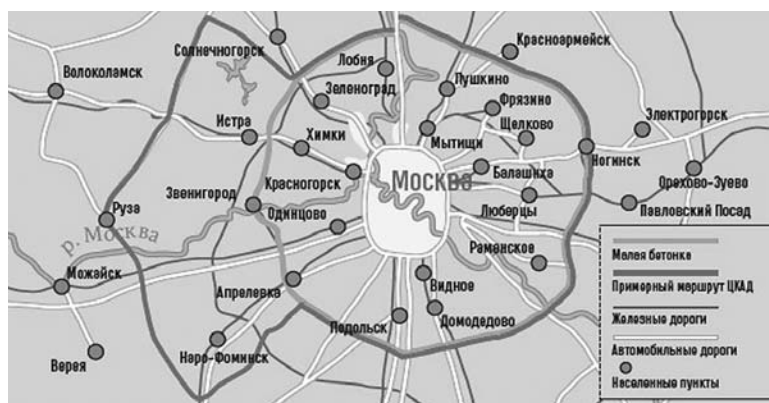 Солнечногорск
Красноармейск
Лобня
Волоколамск
Пушкино
Зеленоград
Фрязино
Электрогорск
Истра
Щелково
Химки
Мытищи
Ногинск
Красногорск
Москва
Балашиха
Орехово-Зуево
Звенигород
Руза
Одинцово
Люберцы
Павловский Посад
р. Москва
Раменское
Малая бетонка
Можайск
Видное
Апрелевка
Примерный маршрут ЦКАД
Домодедово
Подольск
Железные дороги
Наро-Фоминск
Верея
Автомобильные дороги
Населенные пункты